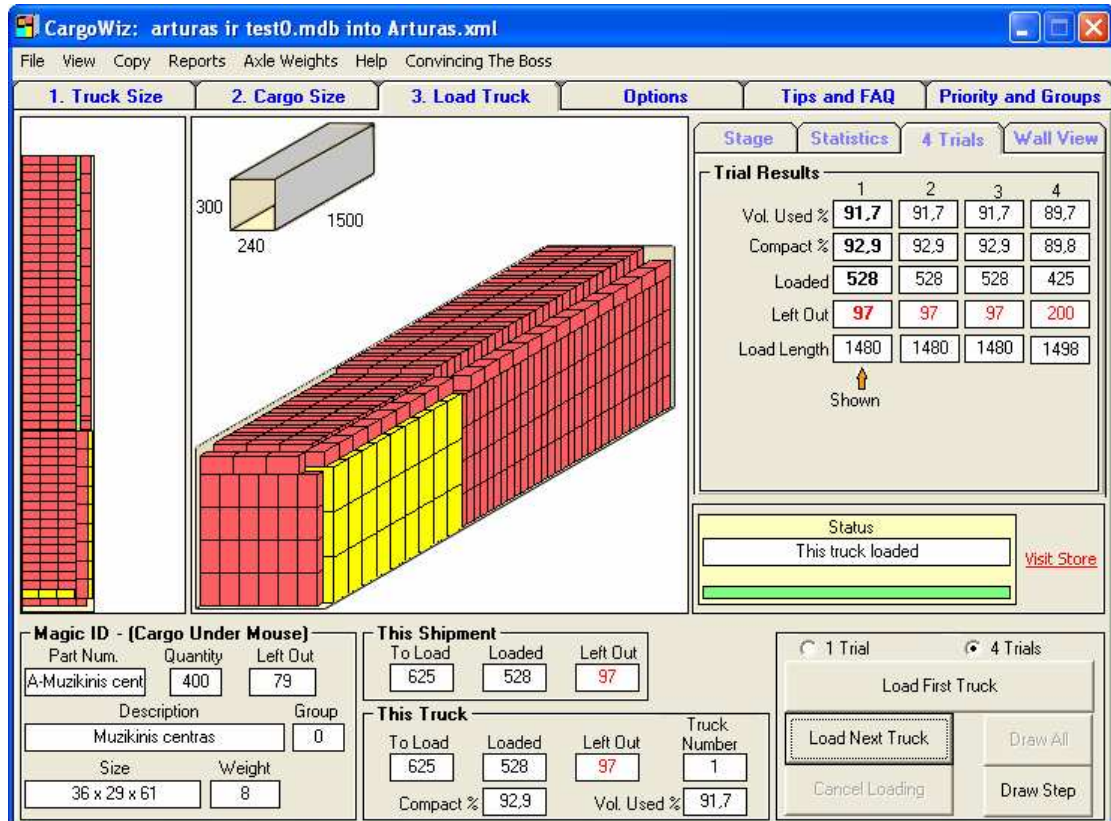 CargoWiz: arturas ir test0.mdb into Arturas.xml
File View Copy Reports Axle Weights Help Convincing The Boss
1. Truck Size 2. Cargo Size 3. Load Truck Options Tips and FAQ Priority and Groups
Stage Statistics 4 Trials Wall View
300
240
1500
Trial Results
1 2 3 4
Vol. Used % 91,7 91,7 91,7 89,7
Compact % 92,9 92,9 92,9 89,8
Loaded 528 528 528 425
Left Out 97 97 97 200
Load Length 1480 1480 1480 1498
Shown
Status
This truck loaded
Visit Store
Magic ID - (Cargo Under Mouse)
Part Num. Quantity Left Out
A-Muzikinis cent 400 79
Description Group
Muzikinis centras 0
Size Weight
36 x 29 x 61 8
This Shipment
To Load Loaded Left Out
625 528 97
This Truck
To Load Loaded Left Out Truck Number
625 528 97 1
Compact % 92,9 Vol. Used % 91,7
1 Trial 4 Trials
Load First Truck
Load Next Truck Draw All
Cancel Loading Draw Step